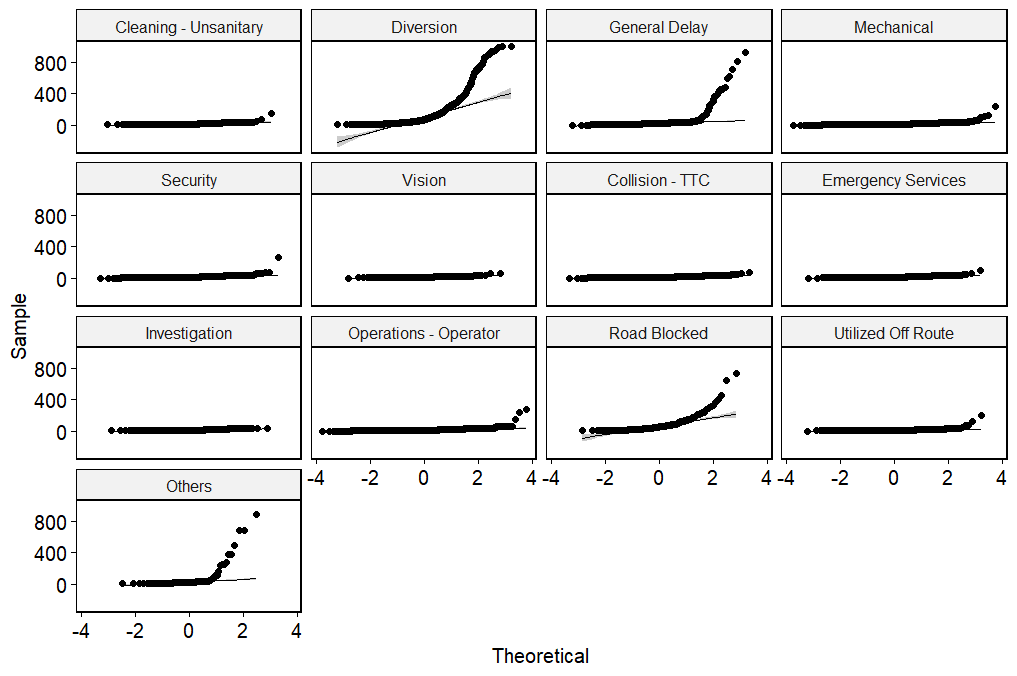 Cleaning - Unsanitary
Diversion
General Delay
Mechanical
800
400
0
Security
Vision
Collision - TTC
Emergency Services
800
400
0
Sample
Investigation
Operations - Operator
Road Blocked
Utilized Off Route
800
400
0
-4 -2 0 2 4
-4 -2 0 2 4
-4 -2 0 2 4
Others
800
400
0
-4 -2 0 2 4
Theoretical